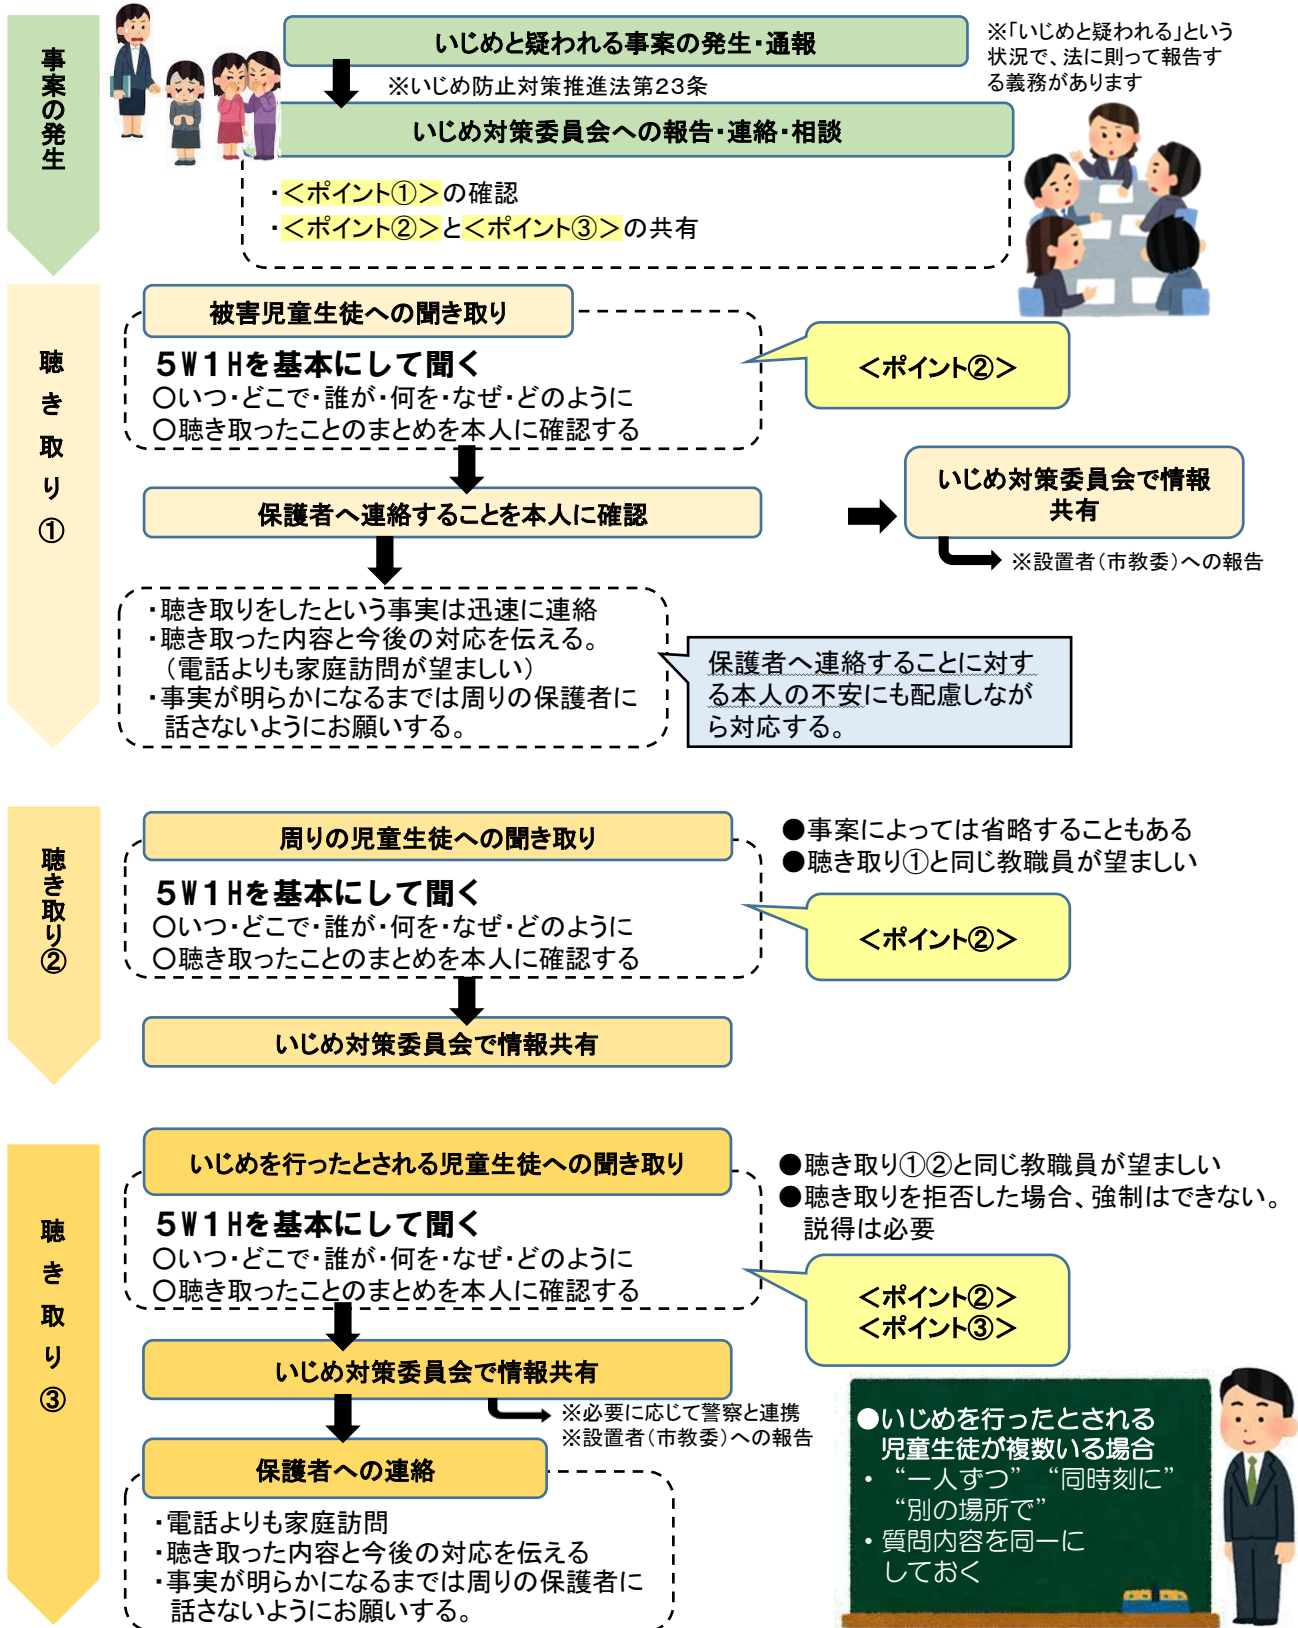 事案の発生
いじめと疑われる事案の発生・通報
※「いじめと疑われる」という
状況で、法に則って報告す
る義務があります
※いじめ防止対策推進法第23条
いじめ対策委員会への報告・連絡・相談
・＜ポイント①＞の確認
・＜ポイント②＞と＜ポイント③＞の共有
聴き取り①
被害児童生徒への聞き取り
５Ｗ１Ｈを基本にして聞く
○いつ・どこで・誰が・何を・なぜ・どのように
○聴き取ったことのまとめを本人に確認する
＜ポイント②＞
保護者へ連絡することを本人に確認
いじめ対策委員会で情報
共有
※設置者（市教委）への報告
・聴き取りをしたという事実は迅速に連絡
・聴き取った内容と今後の対応を伝える。
（電話よりも家庭訪問が望ましい）
・事実が明らかになるまでは周りの保護者に
話さないようにお願いする。
保護者へ連絡することに対す
る本人の不安にも配慮しなが
ら対応する。
聴き取り②
周りの児童生徒への聞き取り
５Ｗ１Ｈを基本にして聞く
○いつ・どこで・誰が・何を・なぜ・どのように
○聴き取ったことのまとめを本人に確認する
●事案によっては省略することもある
●聴き取り①と同じ教職員が望ましい
＜ポイント②＞
いじめ対策委員会で情報共有
聴き取り③
いじめを行ったとされる児童生徒への聞き取り
５Ｗ１Ｈを基本にして聞く
○いつ・どこで・誰が・何を・なぜ・どのように
○聴き取ったことのまとめを本人に確認する
●聴き取り①②と同じ教職員が望ましい
●聴き取りを拒否した場合、強制はできない。
説得は必要
＜ポイント②＞
＜ポイント③＞
いじめ対策委員会で情報共有
※必要に応じて警察と連携
※設置者（市教委）への報告
保護者への連絡
・電話よりも家庭訪問
・聴き取った内容と今後の対応を伝える
・事実が明らかになるまでは周りの保護者に
話さないようにお願いする。
●いじめを行ったとされる
児童生徒が複数いる場合
・“一人ずつ”“同時刻に”
“別の場所で”
・質問内容を同一に
しておく